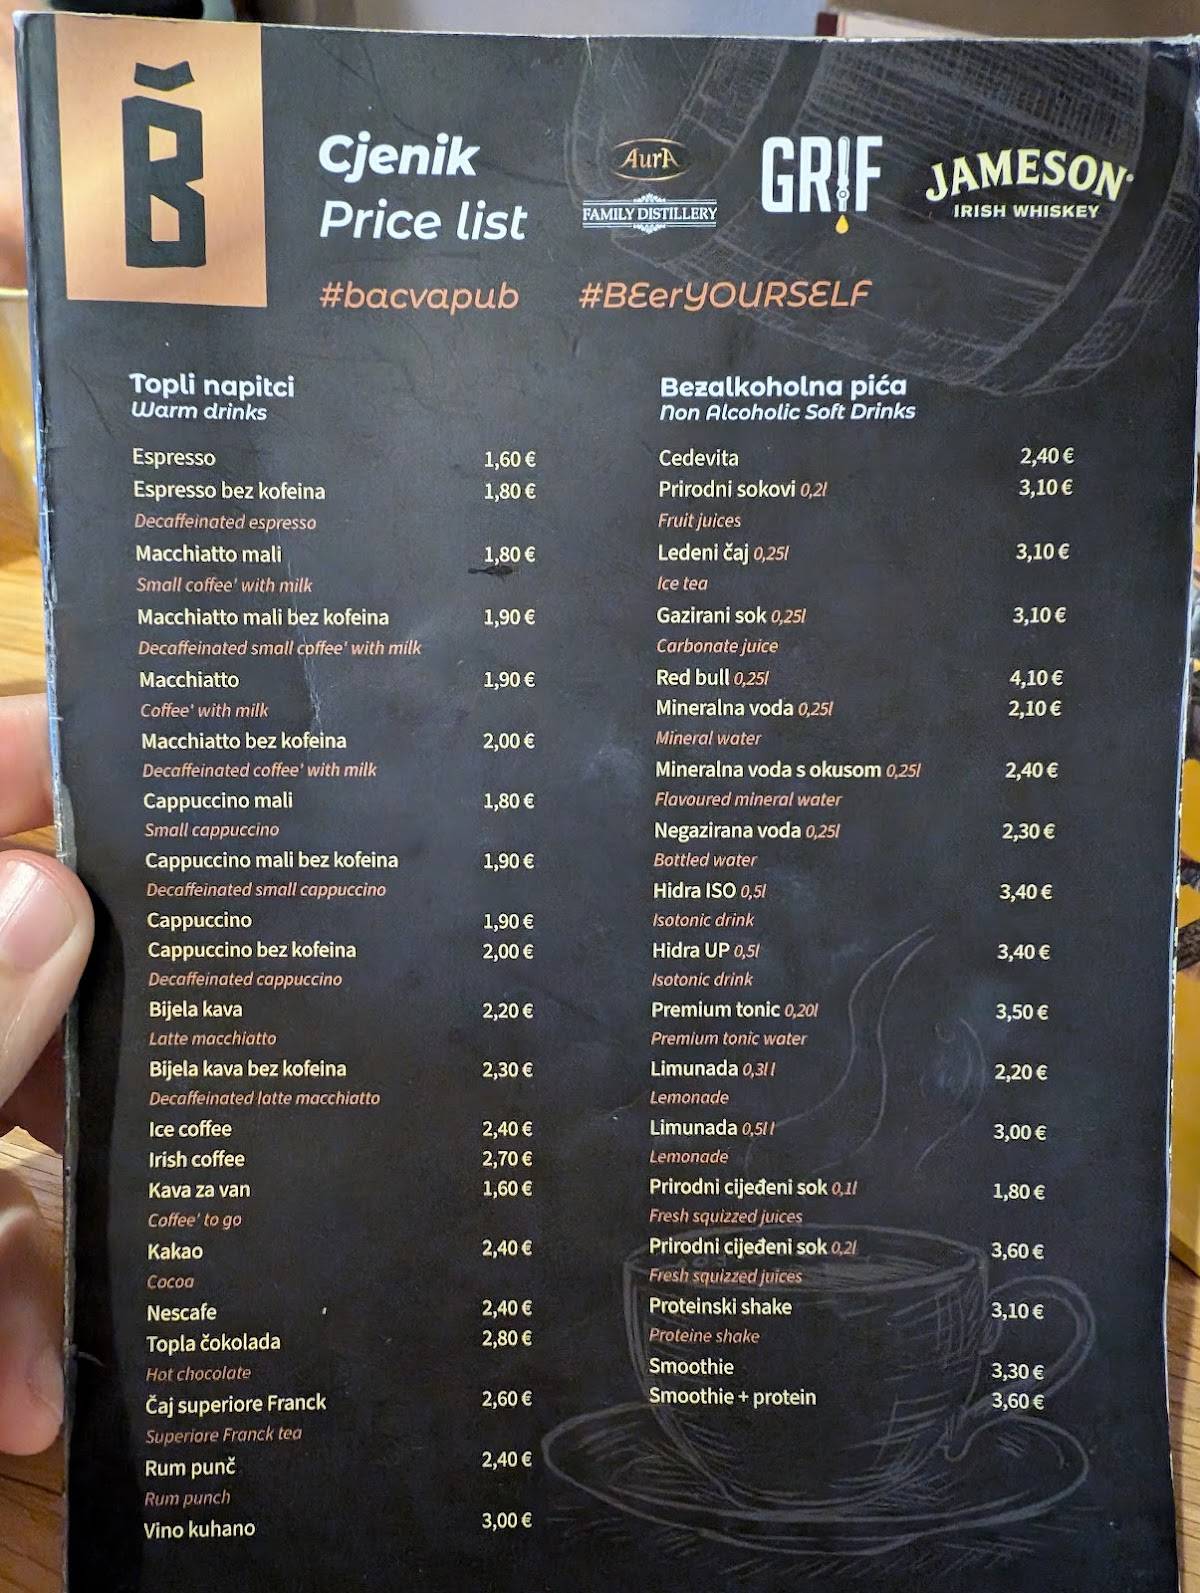 B̌
Cjenik
Price list
AurA
FAMILY DISTILLERY
GRIF
JAMESON
IRISH WHISKEY
#bacvapub #BEerYOURSELF
Topli napitci
Warm drinks
Espresso 1,60 €
Espresso bez kofeina 1,80 €
Decaffeinated espresso
Macchiatto mali 1,80 €
Small coffee' with milk
Macchiatto mali bez kofeina 1,90 €
Decaffeinated small coffee' with milk
Macchiatto 1,90 €
Coffee' with milk
Macchiatto bez kofeina 2,00 €
Decaffeinated coffee' with milk
Cappuccino mali 1,80 €
Small cappuccino
Cappuccino mali bez kofeina 1,90 €
Decaffeinated small cappuccino
Cappuccino 1,90 €
Cappuccino bez kofeina 2,00 €
Decaffeinated cappuccino
Bijela kava 2,20 €
Latte macchiatto
Bijela kava bez kofeina 2,30 €
Decaffeinated latte macchiatto
Ice coffee 2,40 €
Irish coffee 2,70 €
Kava za van 1,60 €
Coffee' to go
Kakao 2,40 €
Cocoa
Nescafe 2,40 €
Topla čokolada 2,80 €
Hot chocolate
Čaj superiore Franck 2,60 €
Superiore Franck tea
Rum punč 2,40 €
Rum punch
Vino kuhano 3,00 €
Bezalkoholna pića
Non Alcoholic Soft Drinks
Cedevita 2,40 €
Prirodni sokovi 0,2l 3,10 €
Fruit juices
Ledeni čaj 0,25l 3,10 €
Ice tea
Gazirani sok 0,25l 3,10 €
Carbonate juice
Red bull 0,25l 4,10 €
Mineralna voda 0,25l 2,10 €
Mineral water
Mineralna voda s okusom 0,25l 2,40 €
Flavoured mineral water
Negazirana voda 0,25l 2,30 €
Bottled water
Hidra ISO 0,5l 3,40 €
Isotonic drink
Hidra UP 0,5l 3,40 €
Isotonic drink
Premium tonic 0,20l 3,50 €
Premium tonic water
Limunada 0,3l l 2,20 €
Lemonade
Limunada 0,5l l 3,00 €
Lemonade
Prirodni cijeđeni sok 0,1l 1,80 €
Fresh squizzed juices
Prirodni cijeđeni sok 0,2l 3,60 €
Fresh squizzed juices
Proteinski shake 3,10 €
Proteine shake
Smoothie 3,30 €
Smoothie + protein 3,60 €